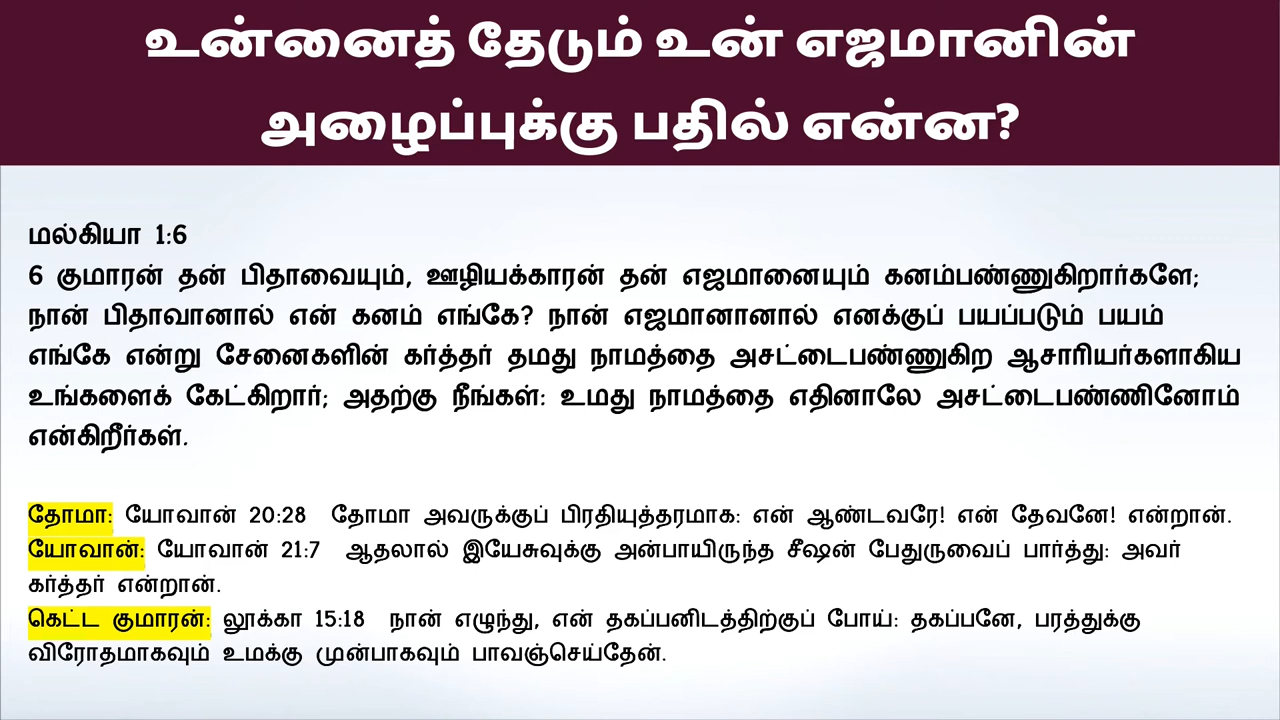 உன்னைத் தேடும் உன் எஜமானின்
அழைப்புக்கு பதில் என்ன?
மல்கியா 1:6
6 குமாரன் தன் பிதாவையும், ஊழியக்காரன் தன் எஜமானையும் கனம்பண்ணுகிறார்களே;
நான் பிதாவானால் என் கனம் எங்கே? நான் எஜமானானால் எனக்குப் பயப்படும் பயம்
எங்கே என்று சேனைகளின் கர்த்தர் தமது நாமத்தை அசட்டைபண்ணுகிற ஆசாரியர்களாகிய
உங்களைக் கேட்கிறார்; அதற்கு நீங்கள்: உமது நாமத்தை எதினாலே அசட்டைபண்ணினோம்
என்கிறீர்கள்.
தோமா: யோவான் 20:28 தோமா அவருக்குப் பிரதியுத்தரமாக: என் ஆண்டவரே! என் தேவனே! என்றான்.
யோவான்: யோவான் 21:7 ஆதலால் இயேசுவுக்கு அன்பாயிருந்த சீஷன் பேதுருவைப் பார்த்து: அவர்
கர்த்தர் என்றான்.
கெட்ட குமாரன்: லூக்கா 15:18 நான் எழுந்து, என் தகப்பனிடத்திற்குப் போய்: தகப்பனே, பரத்துக்கு
விரோதமாகவும் உமக்கு முன்பாகவும் பாவஞ்செய்தேன்.